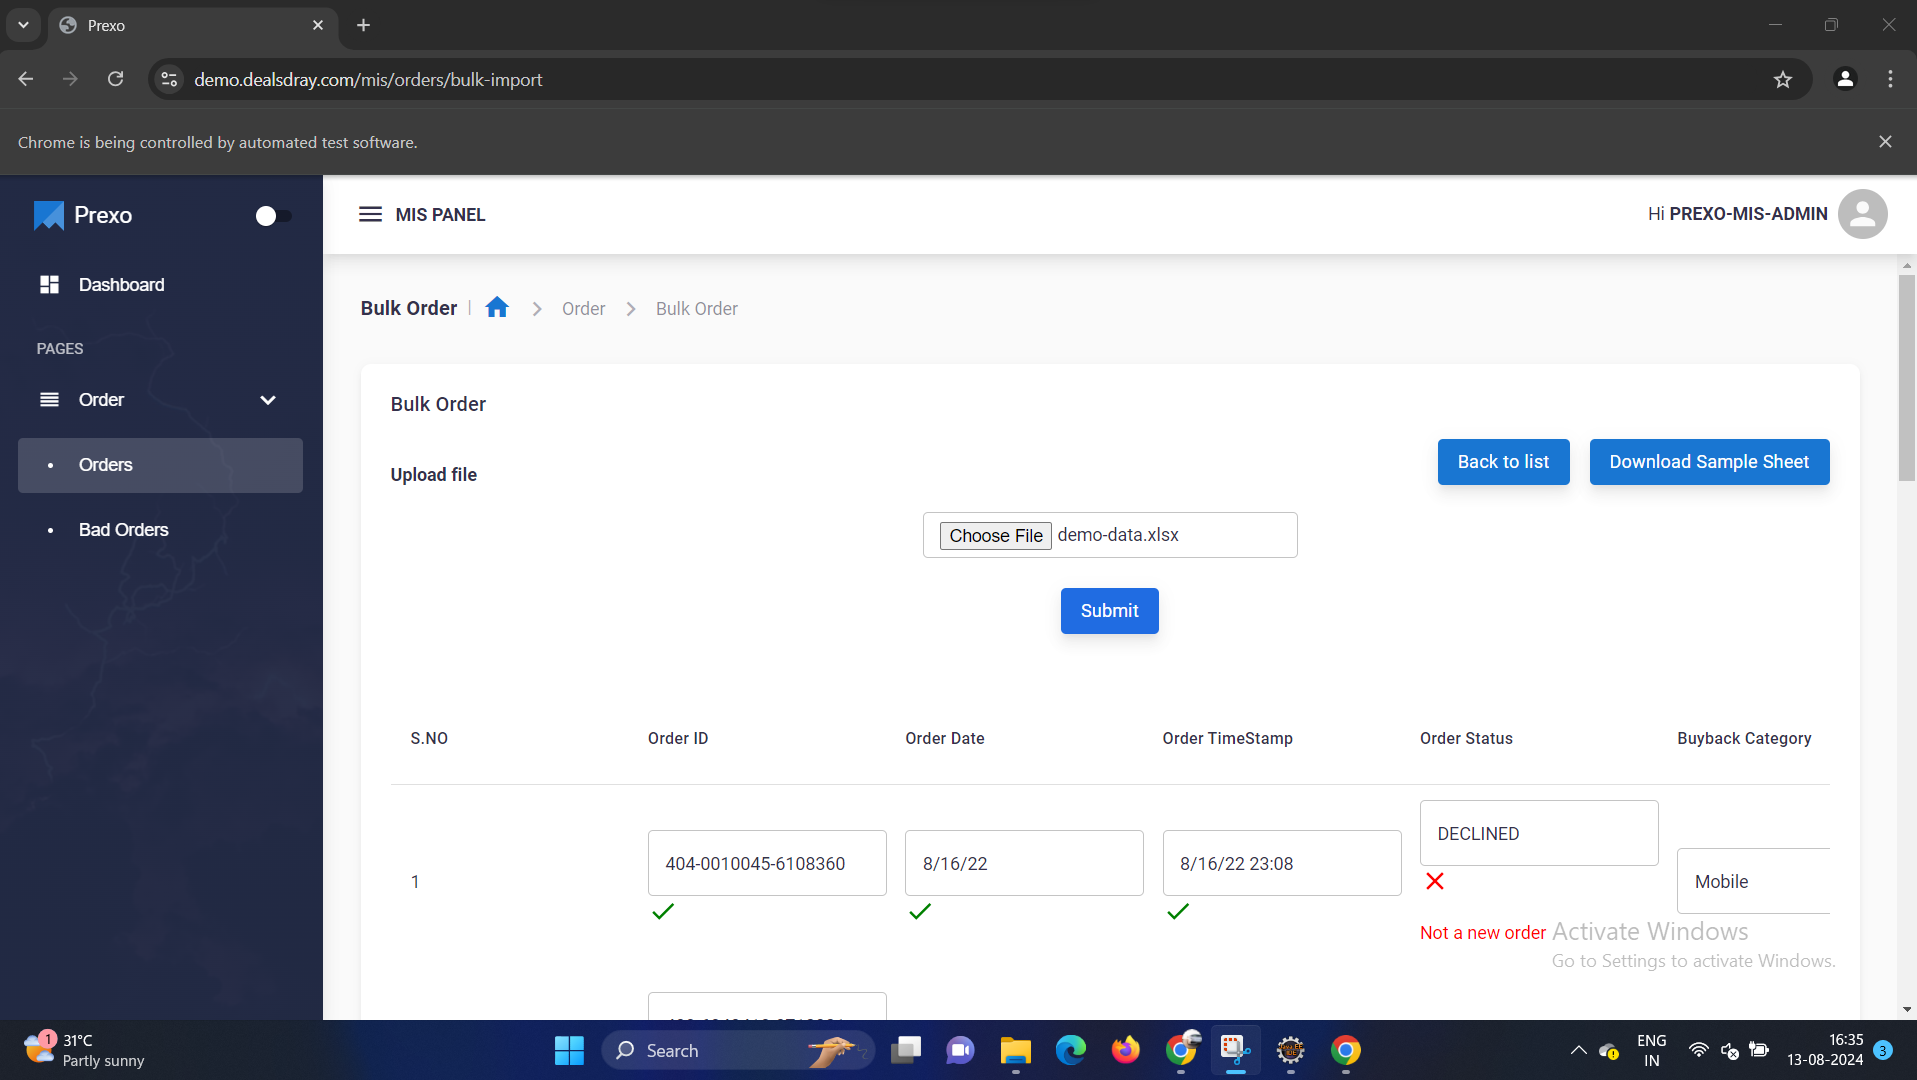 Prexo
demo.dealsdray.com/mis/orders/bulk-import
Chrome is being controlled by automated test software.
Prexo
MIS PANEL
Hi PREXO-MIS-ADMIN
Dashboard
PAGES
Order
Orders
Bad Orders
Bulk Order | Order Bulk Order
Bulk Order
Upload file
Back to list
Download Sample Sheet
Choose File demo-data.xlsx
Submit
S.NO Order ID Order Date Order TimeStamp Order Status Buyback Category
1 404-0010045-6108360 8/16/22 8/16/22 23:08 DECLINED Mobile
Not a new order
Activate Windows
Go to Settings to activate Windows.
1
31°C
Partly sunny
Search
ENG
IN
16:35
13-08-2024
3